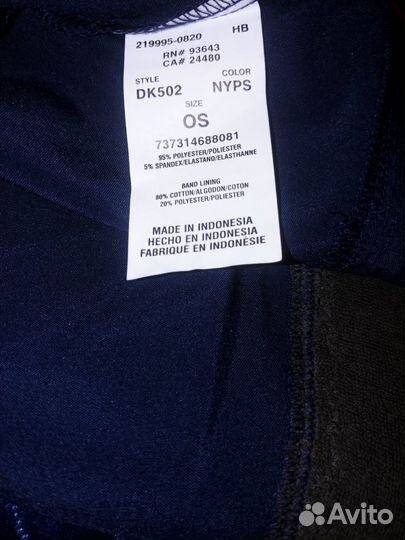 219995-0820 HB
RN# 93643
CA# 24480
STYLE COLOR
DK502 NYPS
SIZE
OS
737314688081
95% POLYESTER/POLIESTER
5% SPANDEX/ELASTANO/ELASTHANNE
BAND LINING
80% COTTON/ALGODON/COTON
20% POLYESTER/POLIESTER
MADE IN INDONESIA
HECHO EN INDONESIA
FABRIQUÉ EN INDONÉSIE
Avito